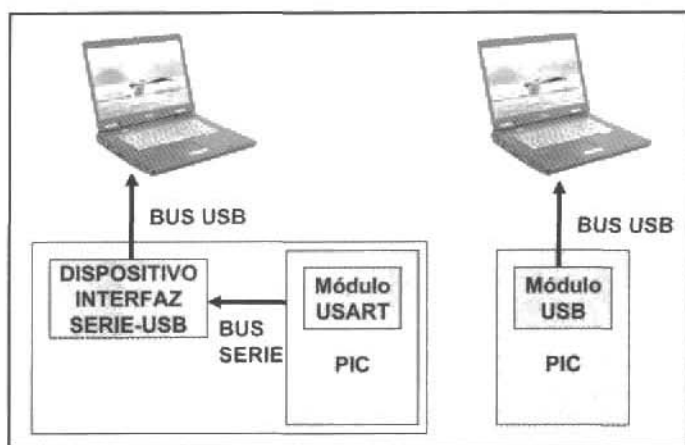 BUS USB
DISPOSITIVO
INTERFAZ
SERIE-USB
BUS
SERIE
Módulo
USART
PIC
BUS USB
Módulo
USB
PIC